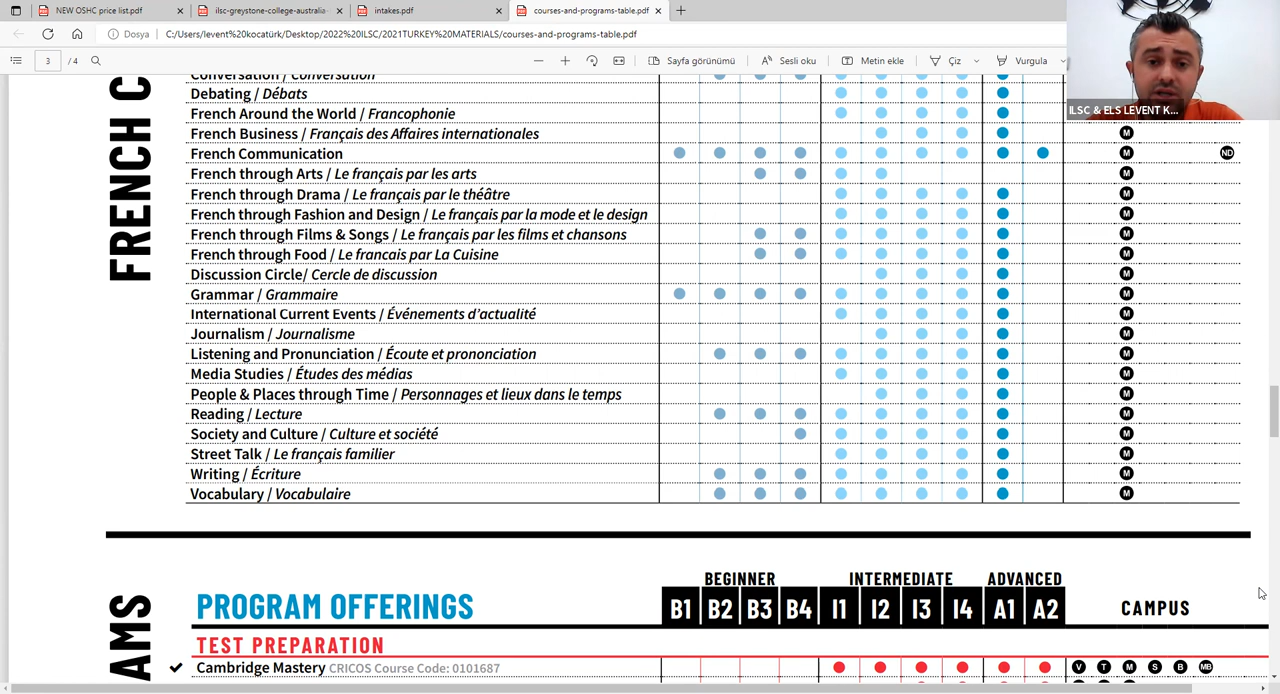 NEW OSHC price list.pdf
ilsc-greystone-college-australia-
intakes.pdf
courses-and-programs-table.pdf
Dosya
C:/Users/levent%20kocatürk/Desktop/2022%20ILSC/2021TURKEY%20MATERIALS/courses-and-programs-table.pdf
3 / 4
Sayfa görünümü
Sesli oku
Metin ekle
Çiz
Vurgula
ILSC & ELS LEVENT K...
FRENCH C
Conversation / Conversation
Debating / Débats
French Around the World / Francophonie
French Business / Français des Affaires internationales M
French Communication M ND
French through Arts / Le français par les arts M
French through Drama / Le français par le théâtre M
French through Fashion and Design / Le français par la mode et le design M
French through Films & Songs / Le français par les films et chansons M
French through Food / Le francais par La Cuisine M
Discussion Circle/ Cercle de discussion M
Grammar / Grammaire M
International Current Events / Événements d'actualité M
Journalism / Journalisme M
Listening and Pronunciation / Écoute et prononciation M
Media Studies / Études des médias M
People & Places through Time / Personnages et lieux dans le temps M
Reading / Lecture M
Society and Culture / Culture et société M
Street Talk / Le français familier M
Writing / Écriture M
Vocabulary / Vocabulaire M
AMS
BEGINNER INTERMEDIATE ADVANCED
PROGRAM OFFERINGS B1 B2 B3 B4 I1 I2 I3 I4 A1 A2 CAMPUS
TEST PREPARATION
Cambridge Mastery CRICOS Course Code: 0101687 V T M S B MB